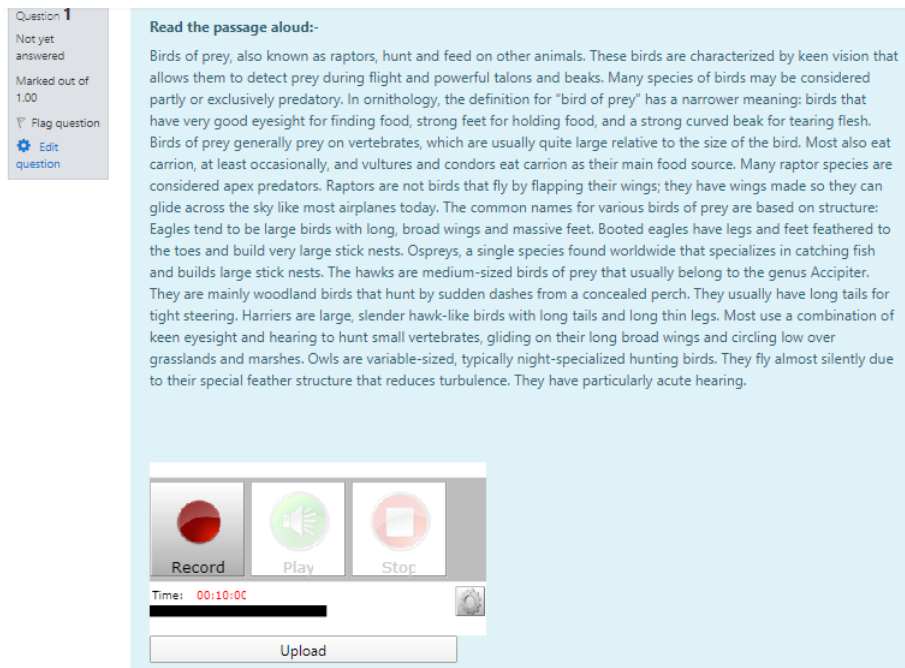 Question 1
Not yet
answered
Marked out of
1.00
Flag question
Edit
question
Read the passage aloud:-
Birds of prey, also known as raptors, hunt and feed on other animals. These birds are characterized by keen vision that
allows them to detect prey during flight and powerful talons and beaks. Many species of birds may be considered
partly or exclusively predatory. In ornithology, the definition for “bird of prey” has a narrower meaning: birds that
have very good eyesight for finding food, strong feet for holding food, and a strong curved beak for tearing flesh.
Birds of prey generally prey on vertebrates, which are usually quite large relative to the size of the bird. Most also eat
carrion, at least occasionally, and vultures and condors eat carrion as their main food source. Many raptor species are
considered apex predators. Raptors are not birds that fly by flapping their wings; they have wings made so they can
glide across the sky like most airplanes today. The common names for various birds of prey are based on structure:
Eagles tend to be large birds with long, broad wings and massive feet. Booted eagles have legs and feet feathered to
the toes and build very large stick nests. Ospreys, a single species found worldwide that specializes in catching fish
and builds large stick nests. The hawks are medium-sized birds of prey that usually belong to the genus Accipiter.
They are mainly woodland birds that hunt by sudden dashes from a concealed perch. They usually have long tails for
tight steering. Harriers are large, slender hawk-like birds with long tails and long thin legs. Most use a combination of
keen eyesight and hearing to hunt small vertebrates, gliding on their long broad wings and circling low over
grasslands and marshes. Owls are variable-sized, typically night-specialized hunting birds. They fly almost silently due
to their special feather structure that reduces turbulence. They have particularly acute hearing.
Record Play Stop
Time: 00:10:00
Upload